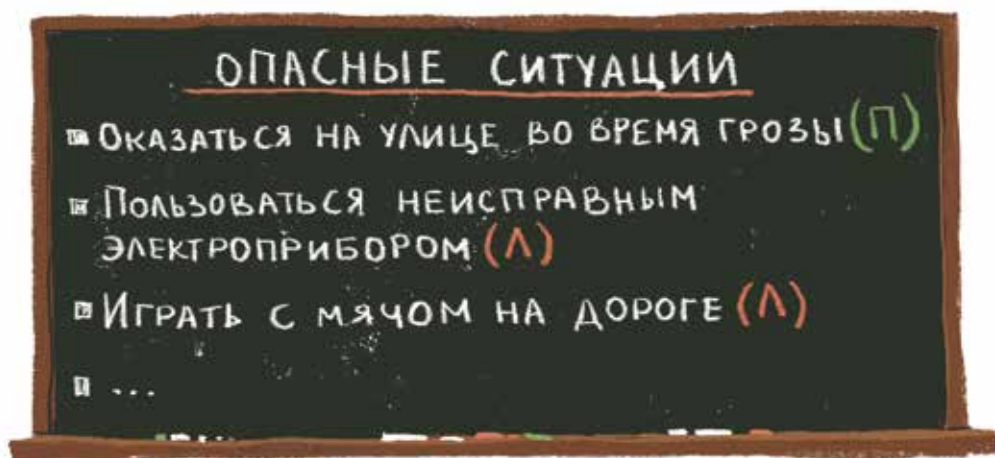 ОПАСНЫЕ СИТУАЦИИ
ОКАЗАТЬСЯ НА УЛИЦЕ ВО ВРЕМЯ ГРОЗЫ (П)
ПОЛЬЗОВАТЬСЯ НЕИСПРАВНЫМ
ЭЛЕКТРОПРИБОРОМ (Л)
ИГРАТЬ С МЯЧОМ НА ДОРОГЕ (Л)
...